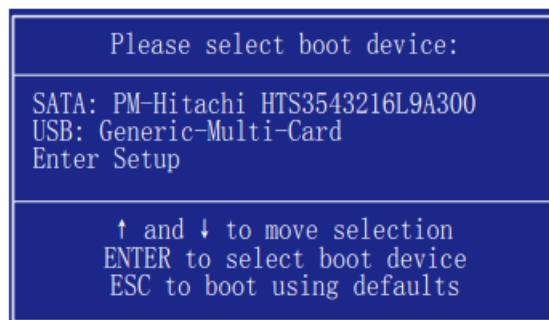 Please select boot device:
SATA: PM-Hitachi HTS3543216L9A300
USB: Generic-Multi-Card
Enter Setup
↑ and ↓ to move selection
ENTER to select boot device
ESC to boot using defaults